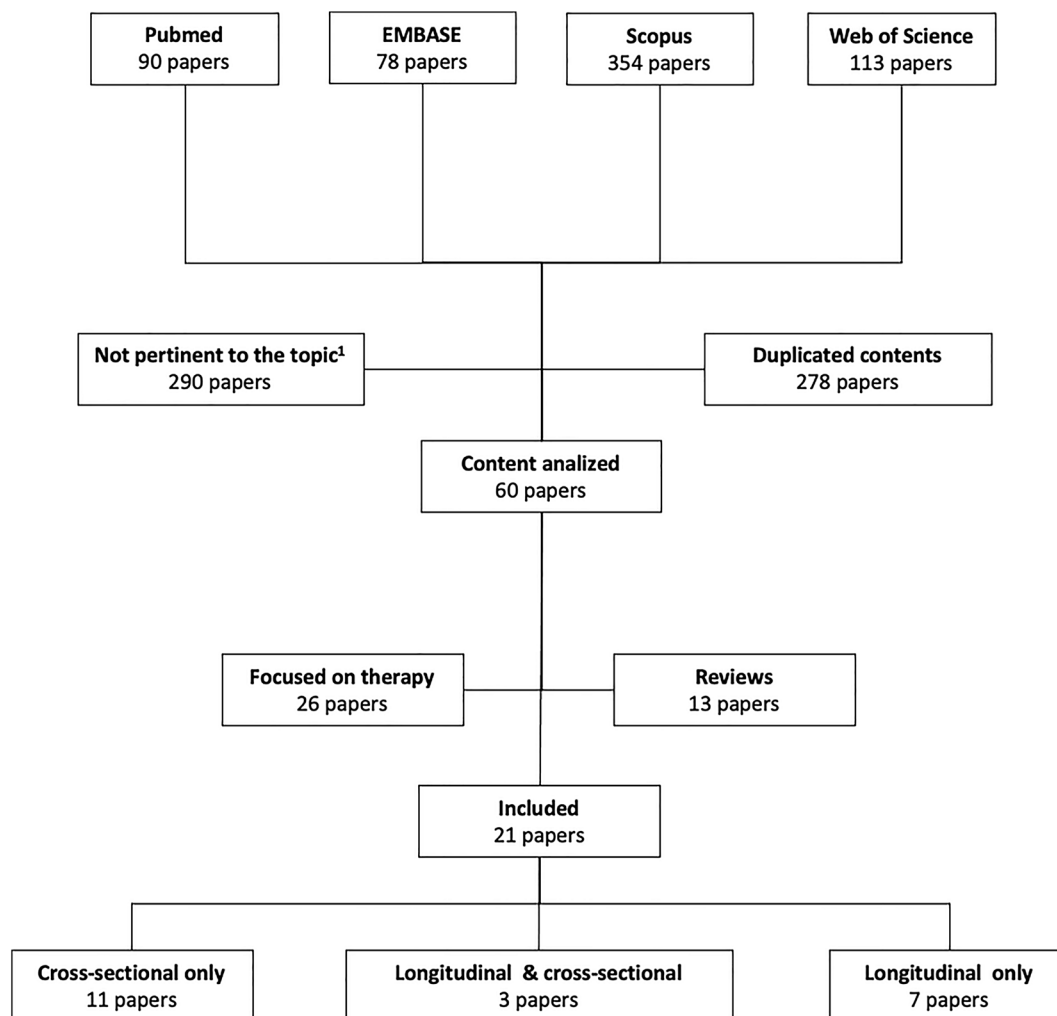 Pubmed
90 papers
EMBASE
78 papers
Scopus
354 papers
Web of Science
113 papers
Not pertinent to the topic¹
290 papers
Duplicated contents
278 papers
Content analized
60 papers
Focused on therapy
26 papers
Reviews
13 papers
Included
21 papers
Cross-sectional only
11 papers
Longitudinal & cross-sectional
3 papers
Longitudinal only
7 papers